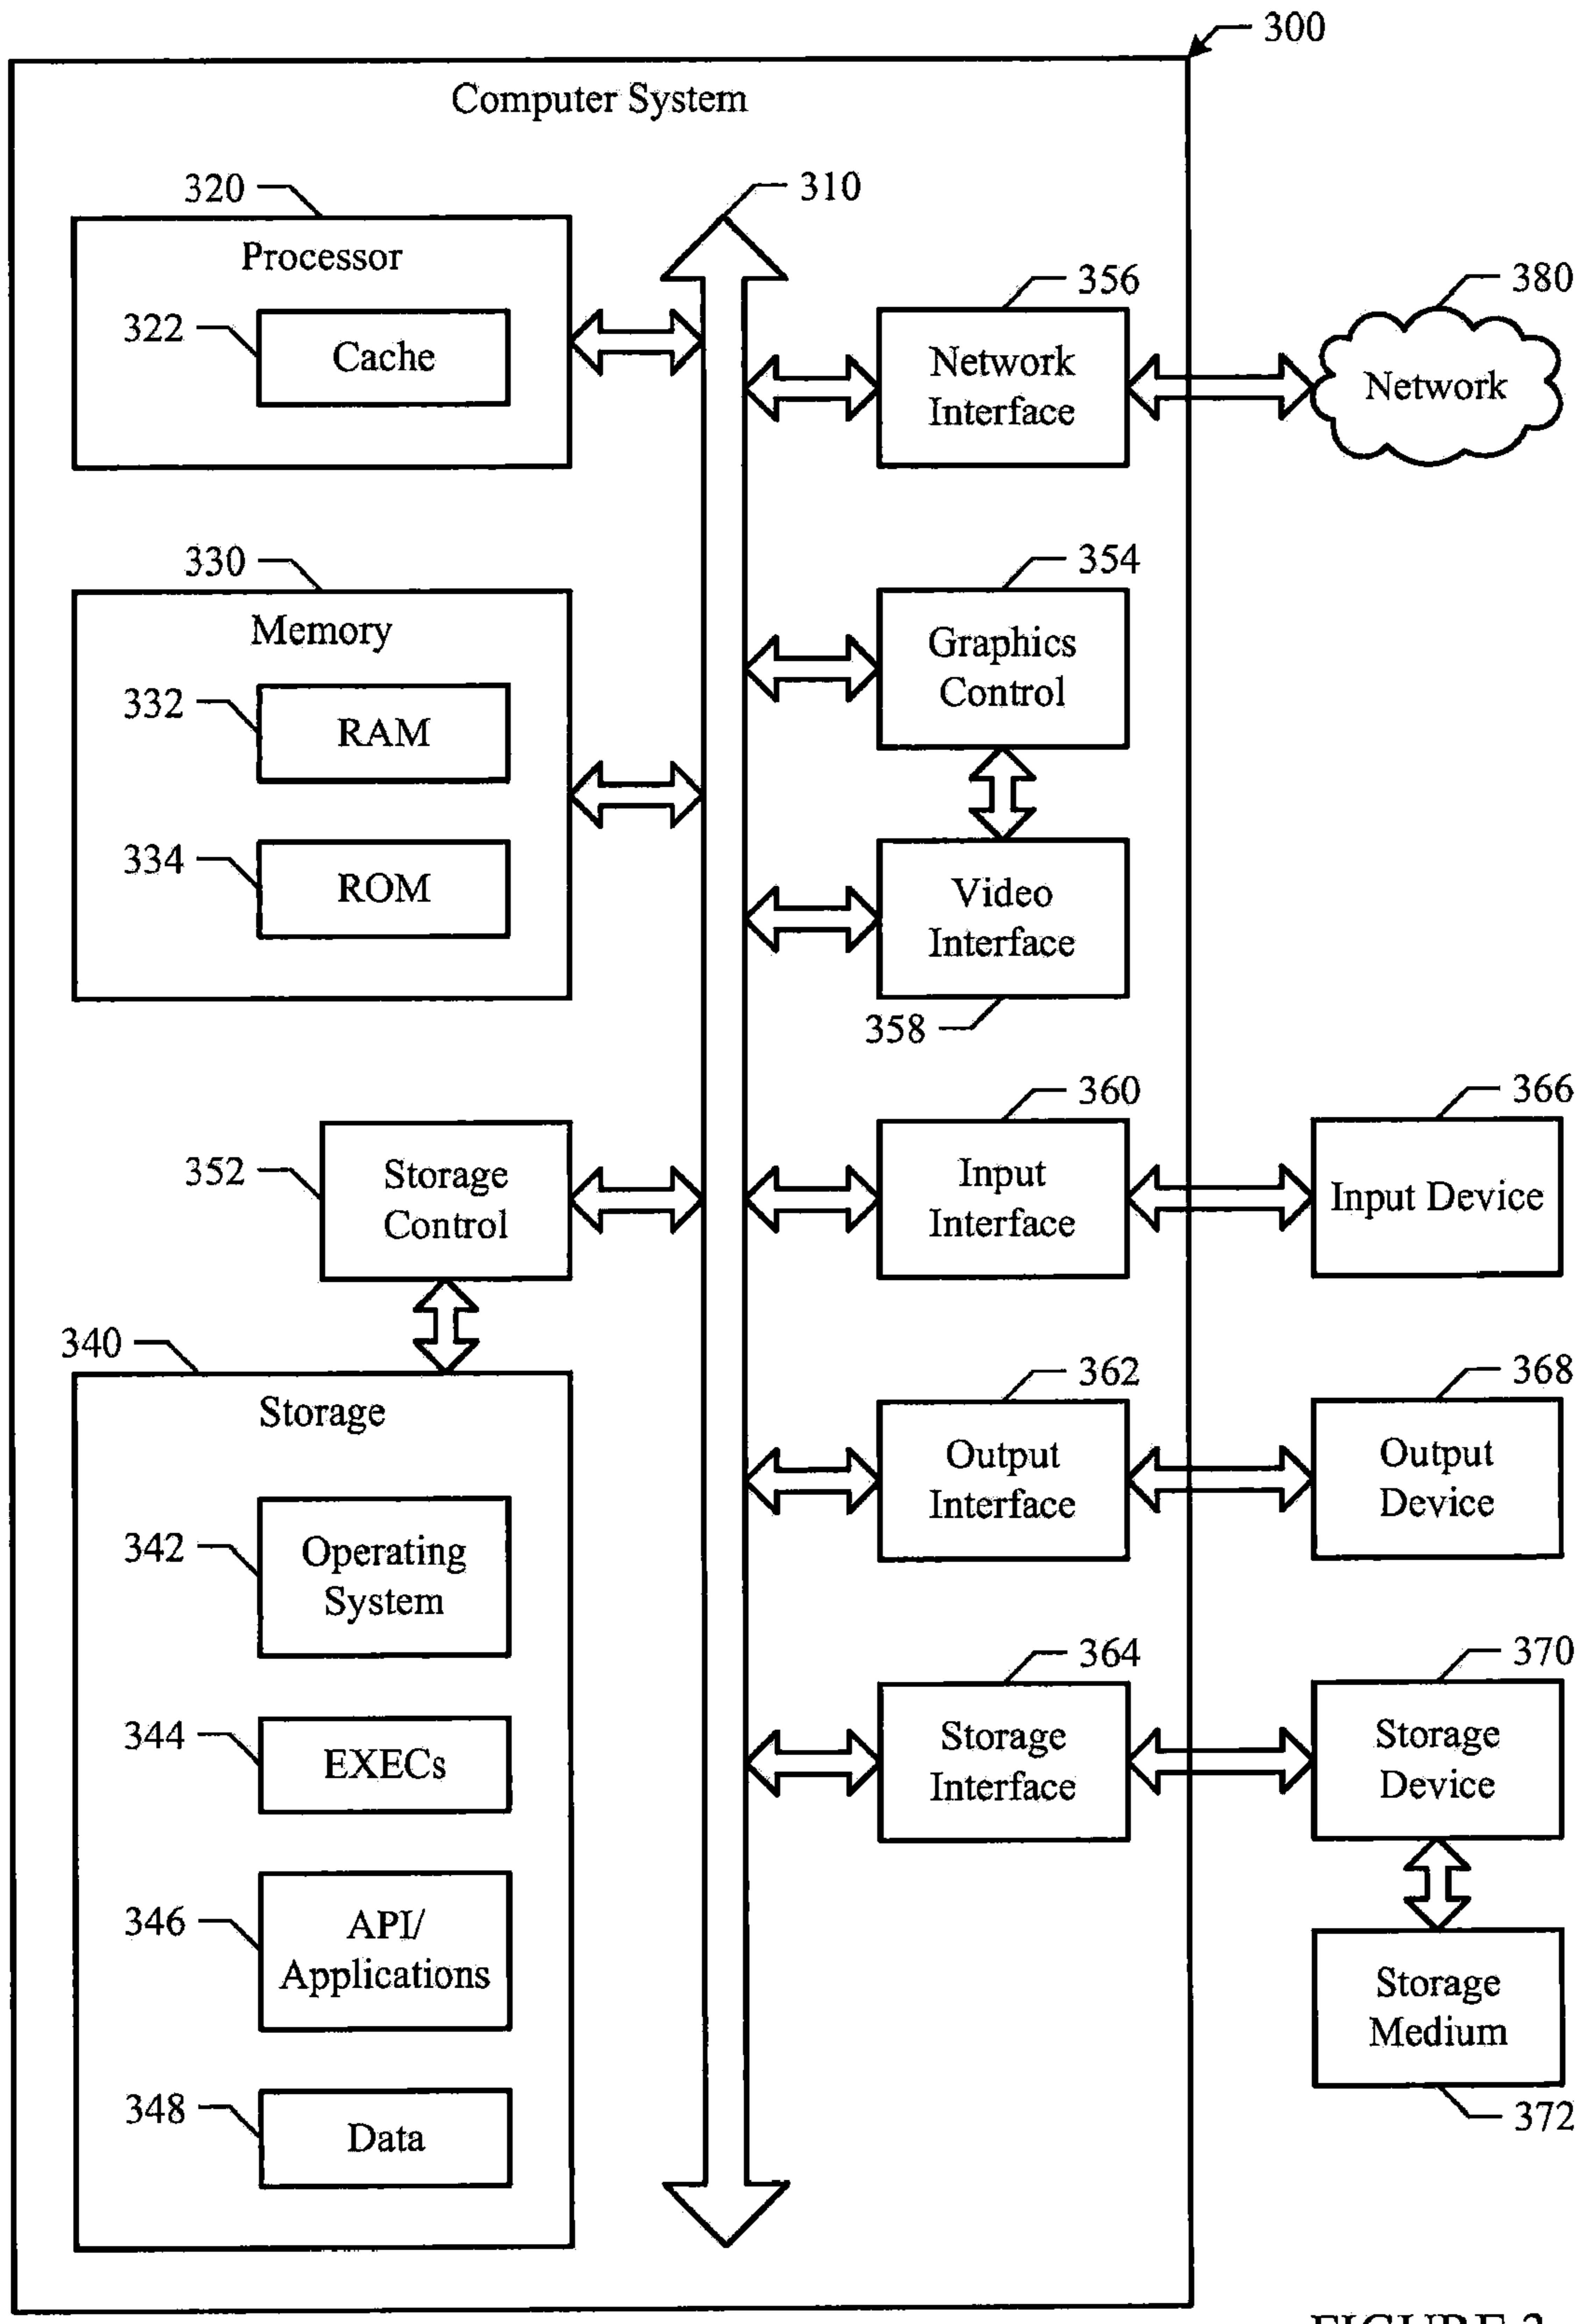 300
Computer System
320
310
Processor
322
Cache
356
Network
Interface
380
Network
330
Memory
332
RAM
334
ROM
354
Graphics
Control
Video
Interface
358
352
Storage
Control
360
Input
Interface
366
Input Device
340
Storage
342
Operating
System
344
EXECs
346
API/
Applications
348
Data
362
Output
Interface
368
Output
Device
364
Storage
Interface
370
Storage
Device
Storage
Medium
372
FIGURE 3